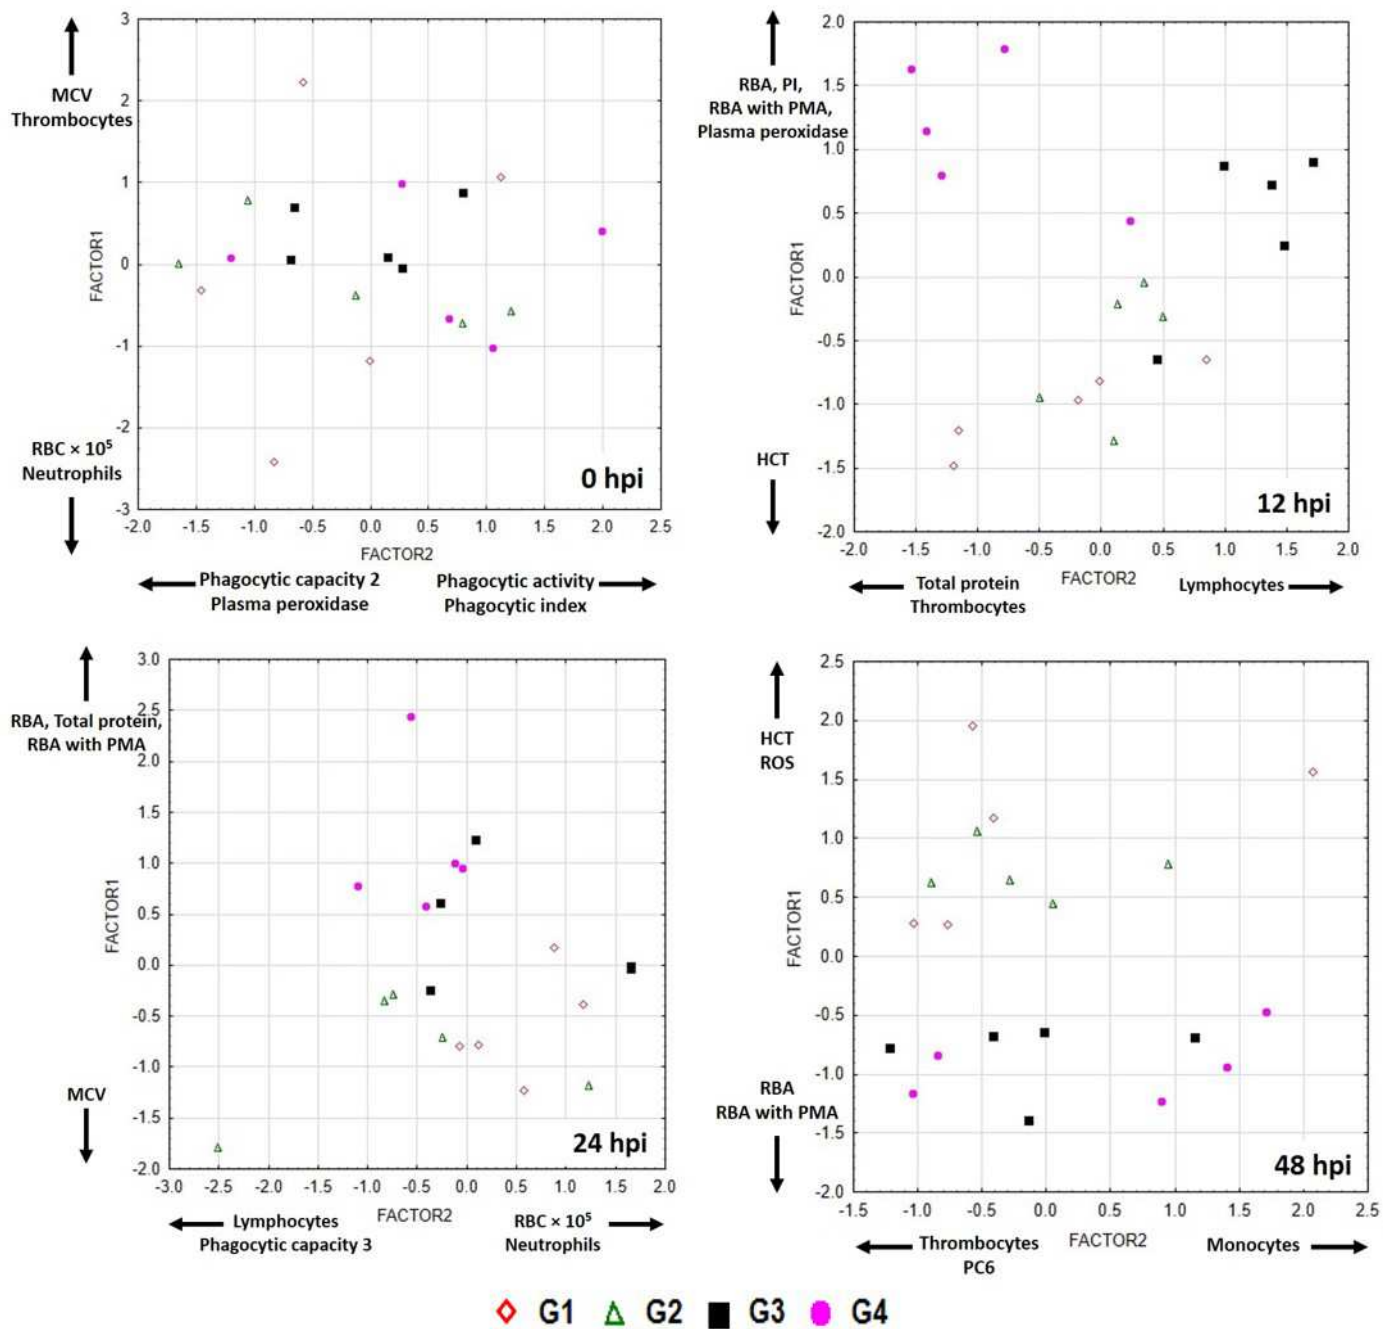 MCV
Thrombocytes
FACTOR1
3
2
1
0
-1
-2
-3
RBC × 10⁵
Neutrophils
0 hpi
-2.0 -1.5 -1.0 -0.5 0.0 0.5 1.0 1.5 2.0 2.5
FACTOR2
Phagocytic capacity 2
Plasma peroxidase
Phagocytic activity
Phagocytic index
RBA, PI,
RBA with PMA,
Plasma peroxidase
FACTOR1
2.0
1.5
1.0
0.5
0.0
-0.5
-1.0
-1.5
-2.0
HCT
12 hpi
-2.0 -1.5 -1.0 -0.5 0.0 0.5 1.0 1.5 2.0
FACTOR2
Total protein
Thrombocytes
Lymphocytes
RBA, Total protein,
RBA with PMA
FACTOR1
3.0
2.5
2.0
1.5
1.0
0.5
0.0
-0.5
-1.0
-1.5
-2.0
MCV
24 hpi
-3.0 -2.5 -2.0 -1.5 -1.0 -0.5 0.0 0.5 1.0 1.5 2.0
FACTOR2
Lymphocytes
Phagocytic capacity 3
RBC × 10⁵
Neutrophils
HCT
ROS
FACTOR1
2.5
2.0
1.5
1.0
0.5
0.0
-0.5
-1.0
-1.5
-2.0
RBA
RBA with PMA
48 hpi
-1.5 -1.0 -0.5 0.0 0.5 1.0 1.5 2.0 2.5
FACTOR2
Thrombocytes
PC6
Monocytes
G1 G2 G3 G4